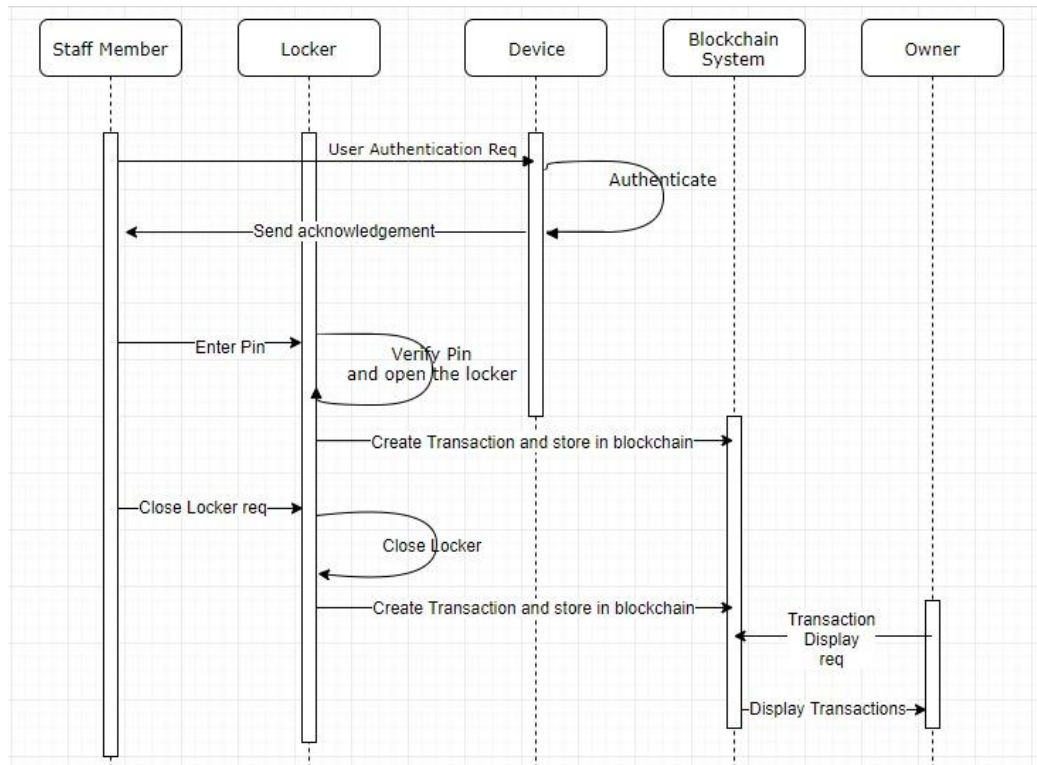 Staff Member
Locker
Device
Blockchain
System
Owner
User Authentication Req
Authenticate
Send acknowledgement
Enter Pin
Verify Pin
and open the locker
Create Transaction and store in blockchain
Close Locker req
Close Locker
Create Transaction and store in blockchain
Transaction
Display
req
Display Transactions